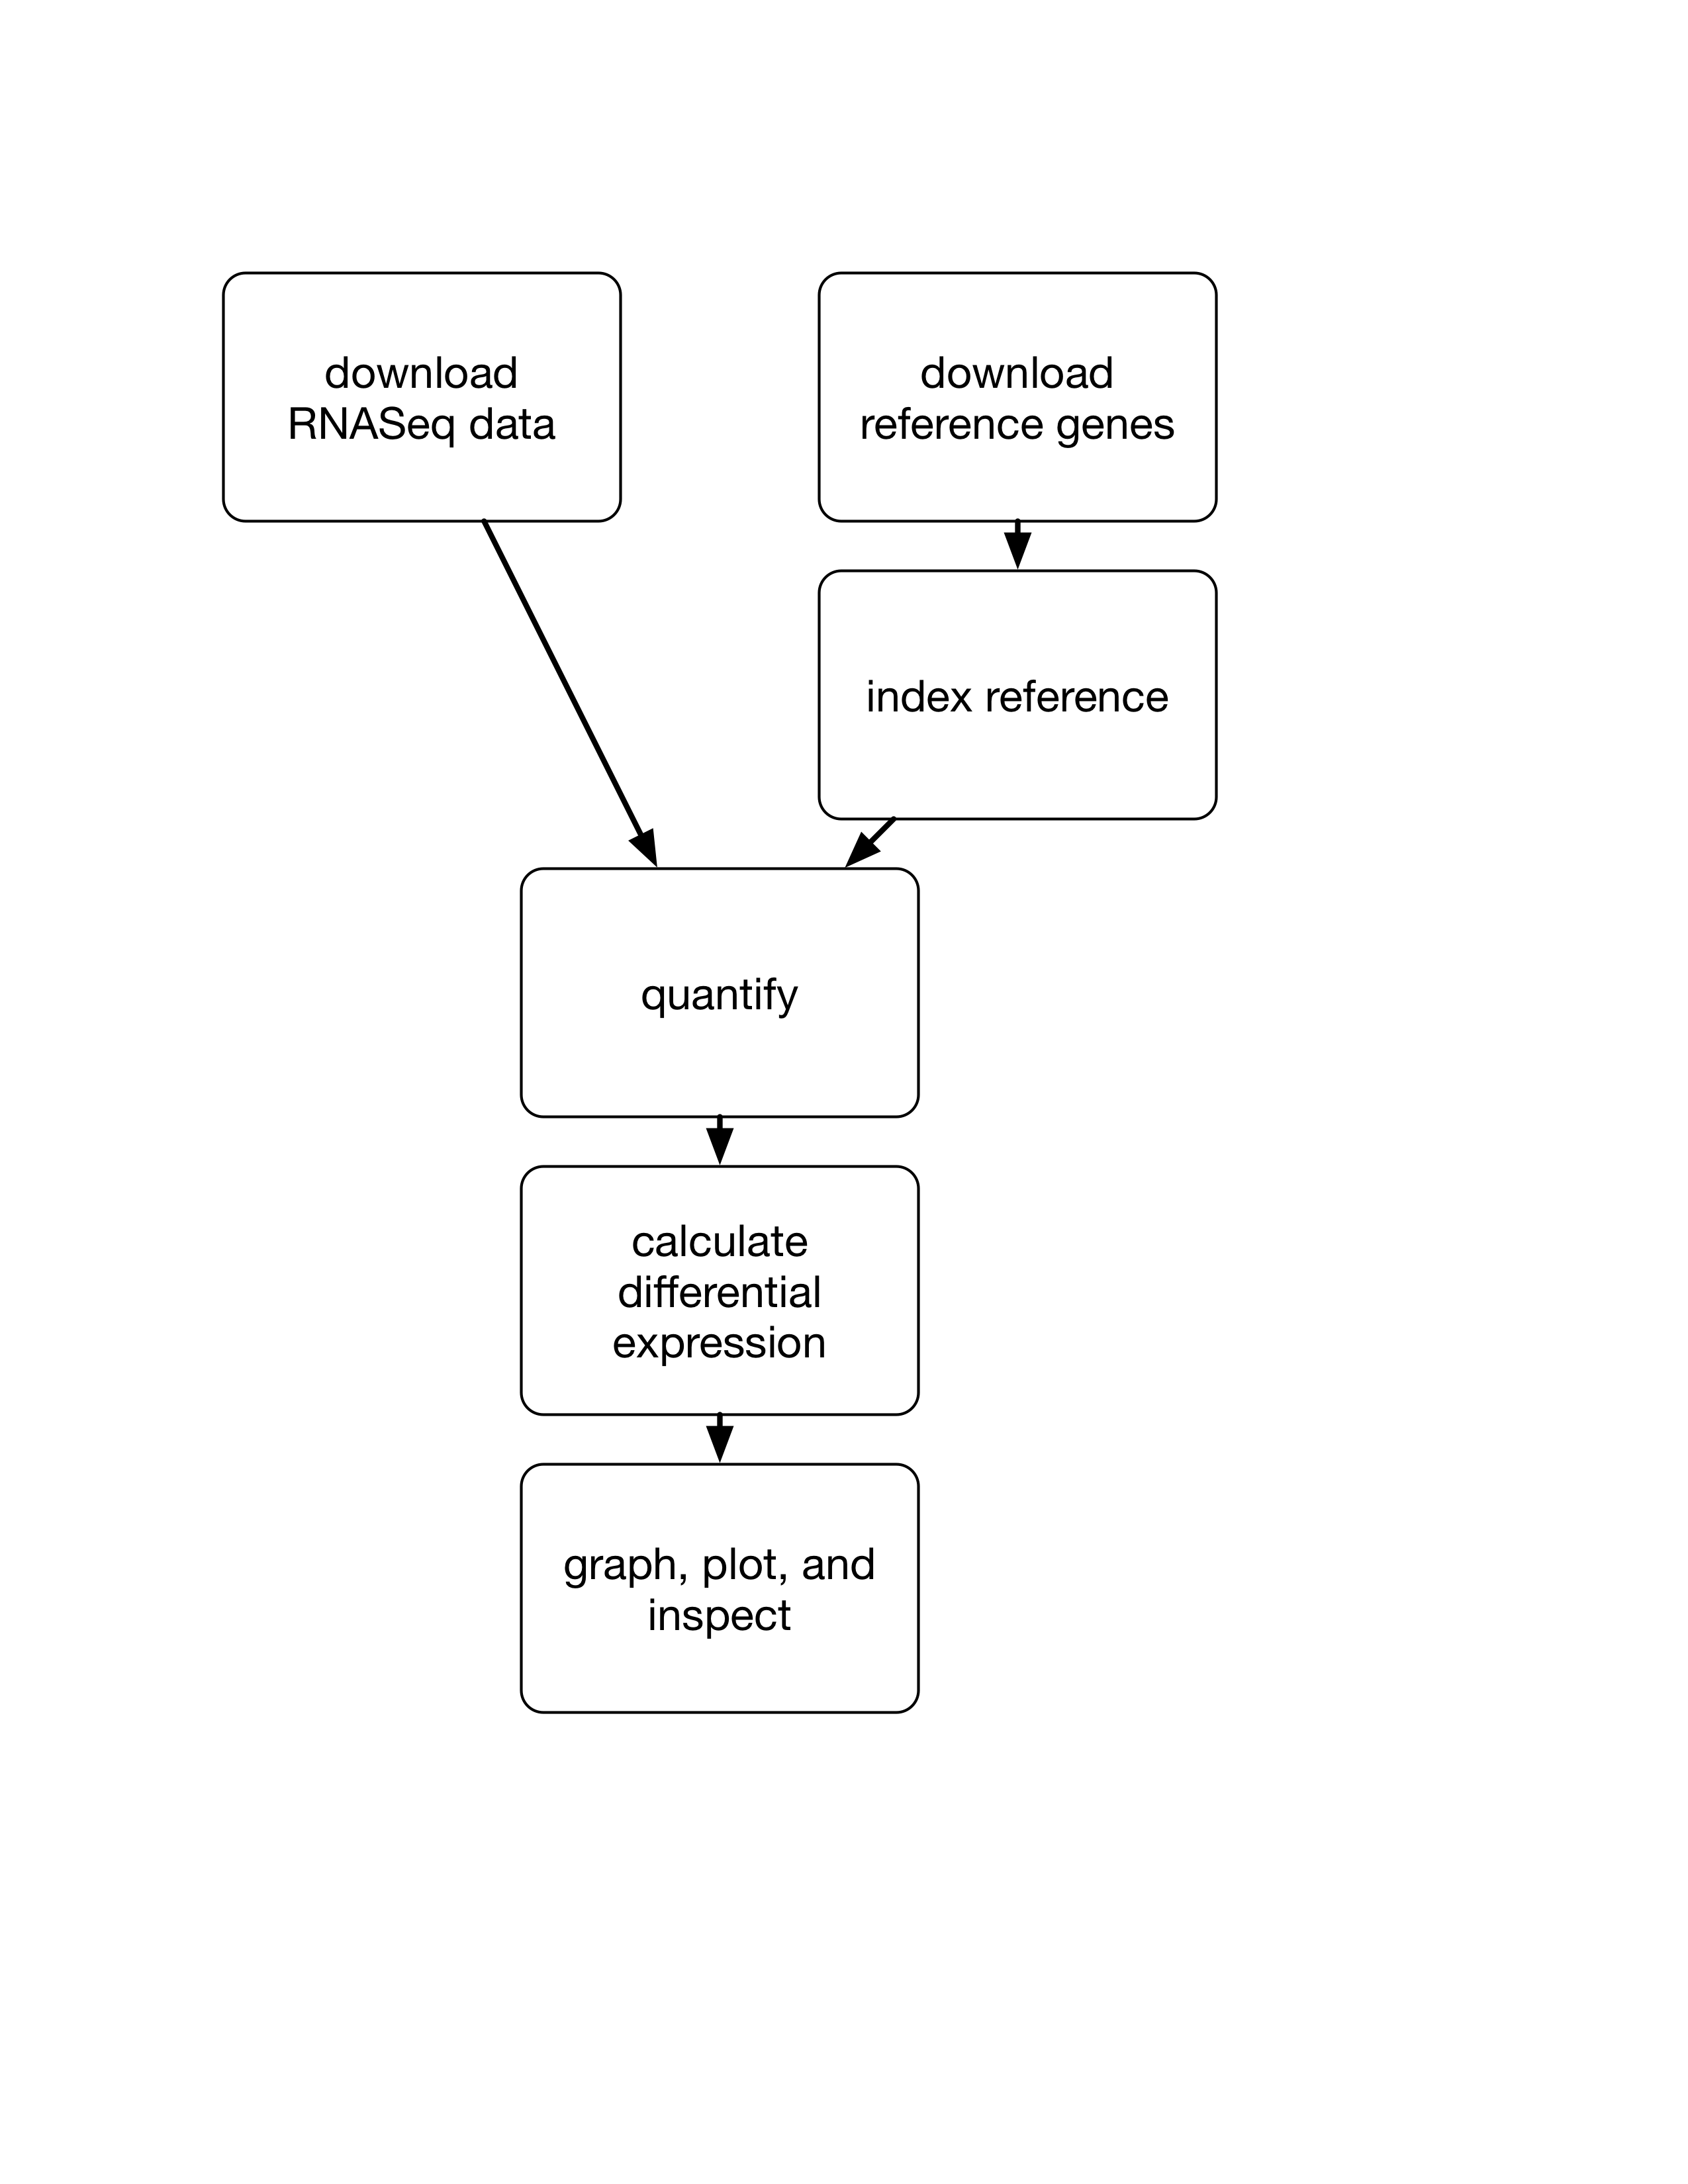 download
RNASeq data
download
reference genes
index reference
quantify
calculate
differential
expression
graph, plot, and
inspect